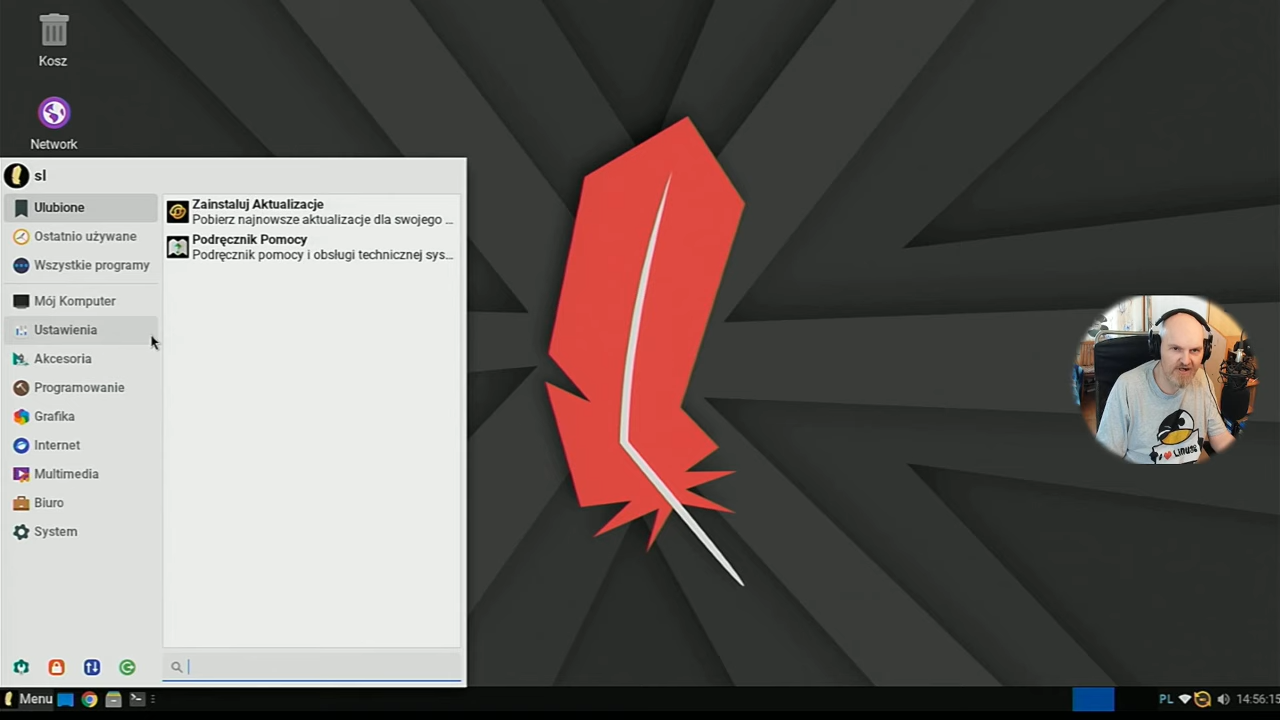 Kosz
Network
sl
Ulubione
Ostatnio używane
Wszystkie programy
Mój Komputer
Ustawienia
Akcesoria
Programowanie
Grafika
Internet
Multimedia
Biuro
System
Zainstaluj Aktualizacje
Pobierz najnowsze aktualizacje dla swojego ...
Podręcznik Pomocy
Podręcznik pomocy i obsługi technicznej sys...
I ❤ Linux
Menu
PL
14:56:15